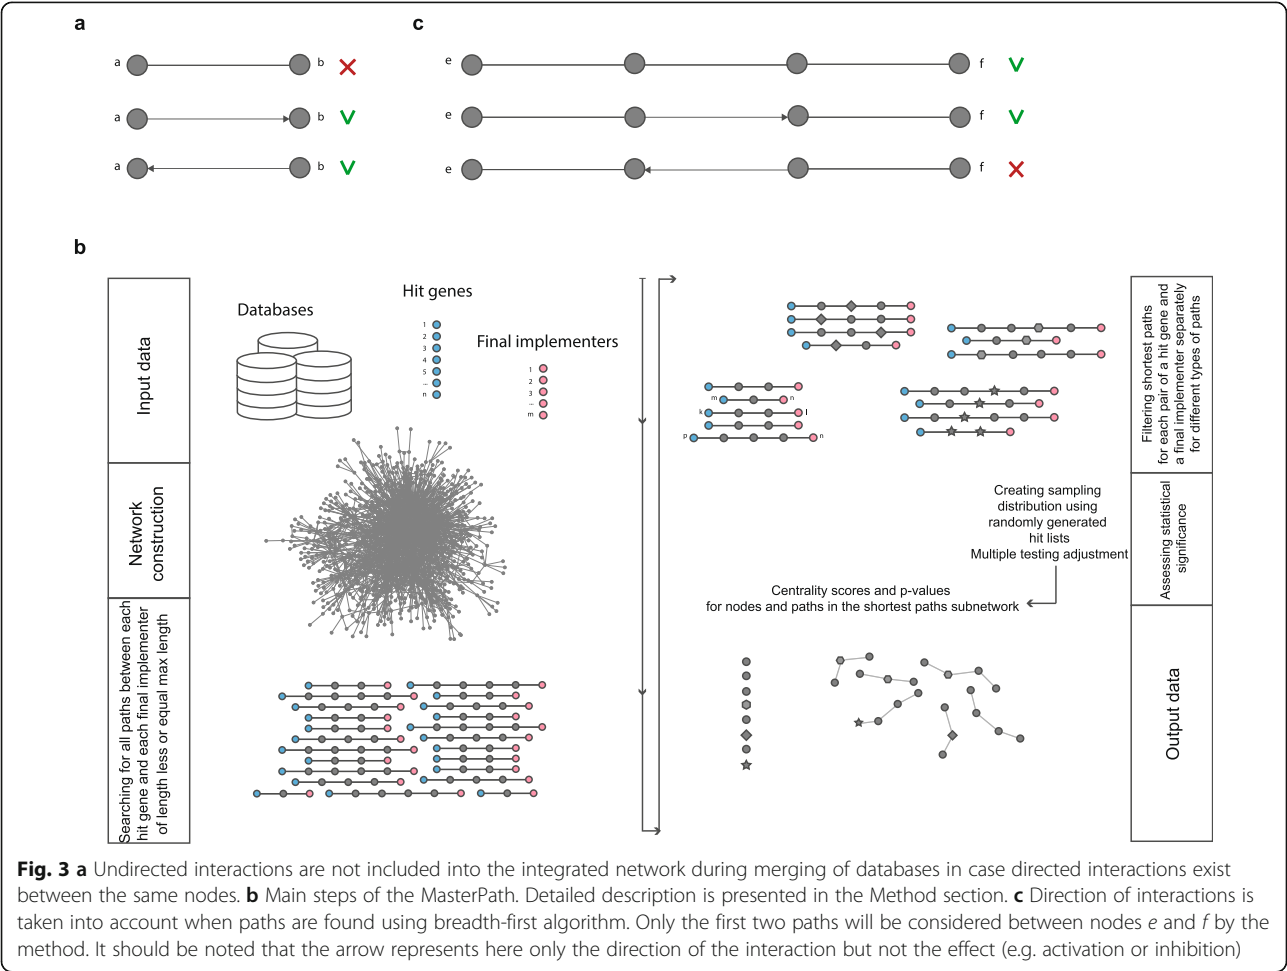 a
a
b
a
b
a
b
c
e
f
e
f
e
f
b
Input data
Network
construction
Searching for all paths between each
hit gene and each final implementer
of length less or equal max length
Databases
Hit genes
1
2
3
4
5
...
n
Final implementers
1
2
3
...
m
m
n
k
l
p
n
Filtering shortest paths
for each pair of a hit gene and
a final implementer separately
for different types of paths
Assessing statistical
significance
Output data
Creating sampling
distribution using
randomly generated
hit lists
Multiple testing adjustment
Centrality scores and p-values
for nodes and paths in the shortest paths subnetwork
Fig. 3 a Undirected interactions are not included into the integrated network during merging of databases in case directed interactions exist
between the same nodes. b Main steps of the MasterPath. Detailed description is presented in the Method section. c Direction of interactions is
taken into account when paths are found using breadth-first algorithm. Only the first two paths will be considered between nodes e and f by the
method. It should be noted that the arrow represents here only the direction of the interaction but not the effect (e.g. activation or inhibition)